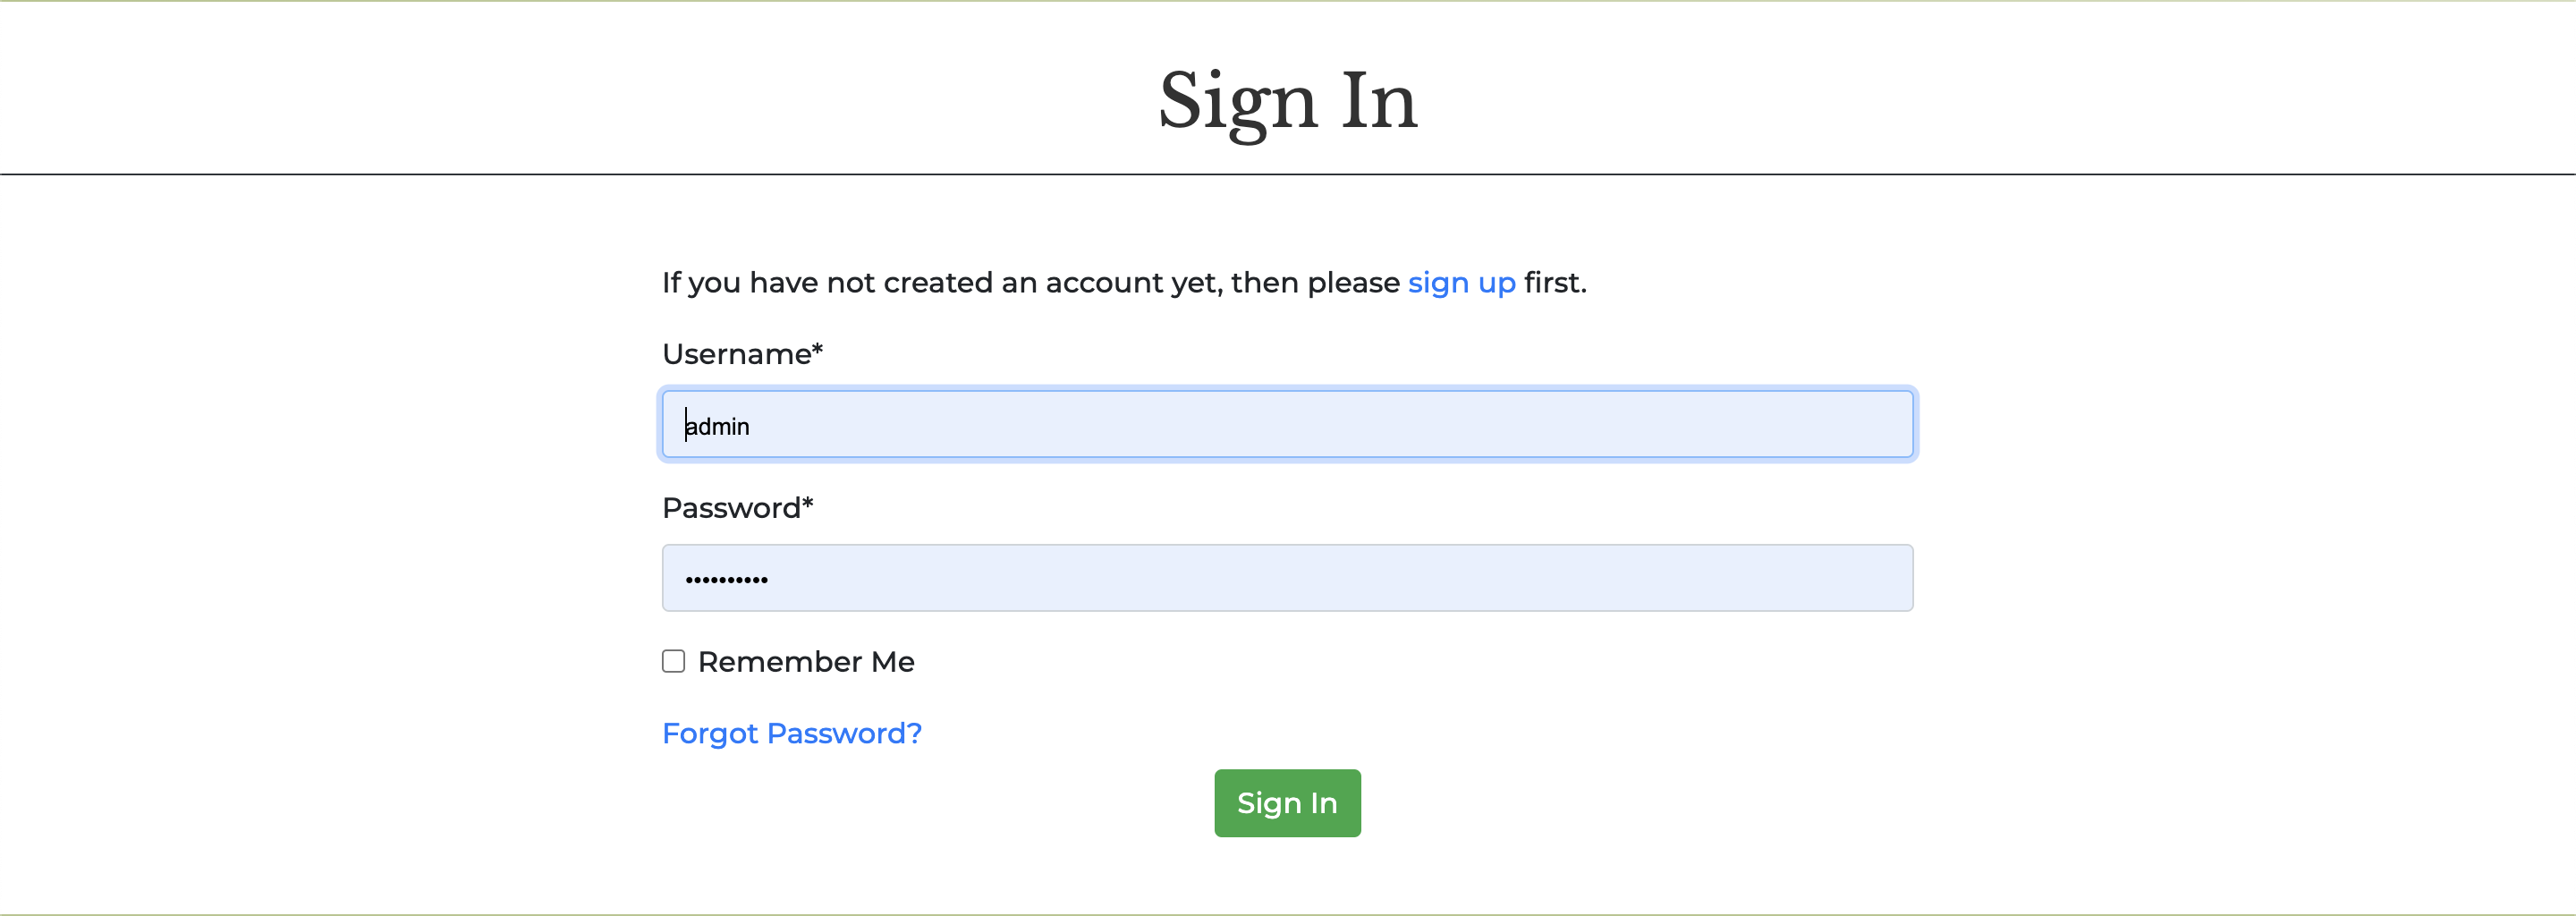 Sign In
If you have not created an account yet, then please sign up first.
Username*
admin
Password*
••••••••••
Remember Me
Forgot Password?
Sign In